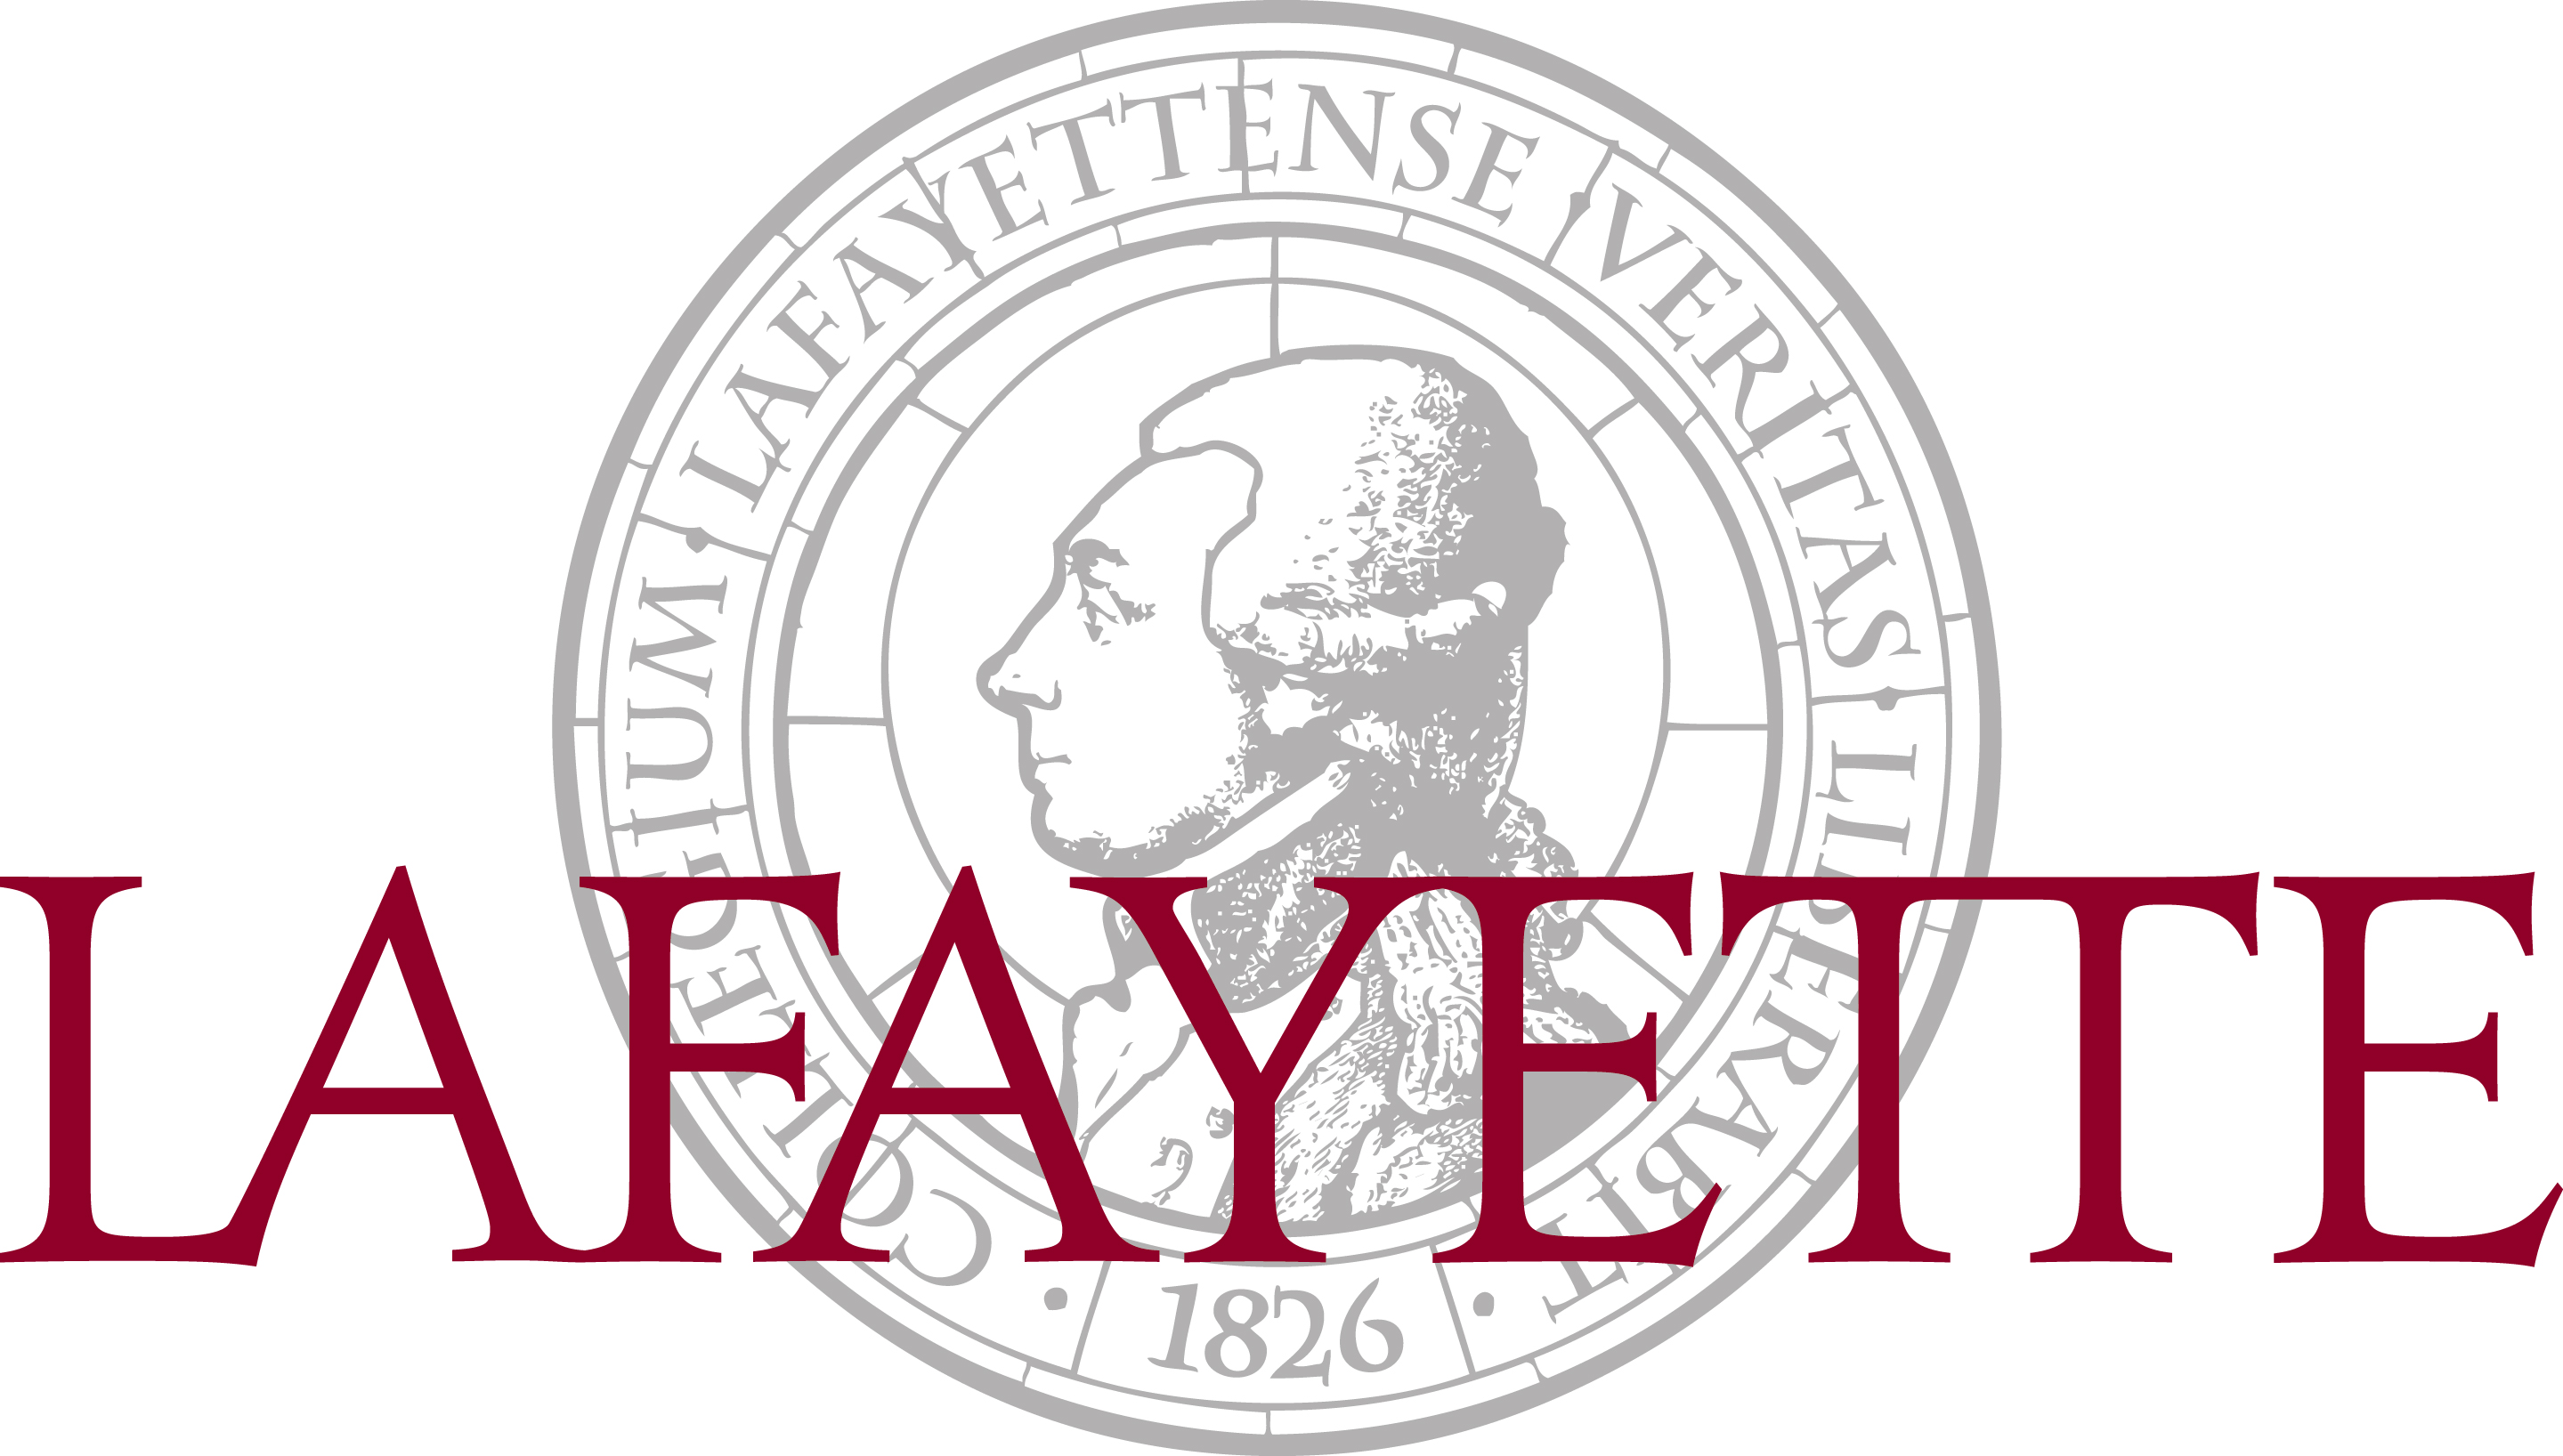 COLLEGIUM · LAFAYETTENSE · VERITAS · LIBERABIT
LAFAYETTE
· 1826 ·